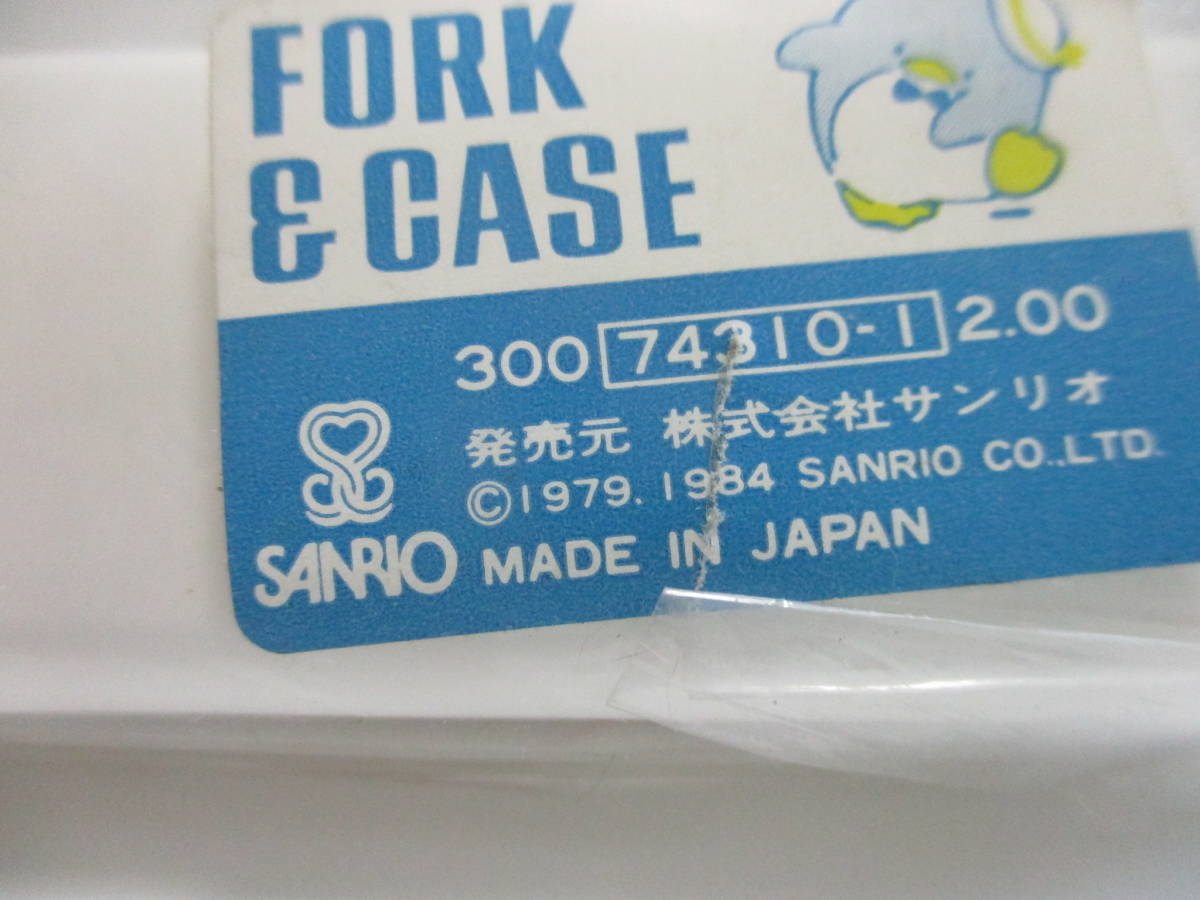 FORK
& CASE
300 74310-1 2.00
発売元 株式会社サンリオ
©1979. 1984 SANRIO CO.,LTD.
SANRIO MADE IN JAPAN